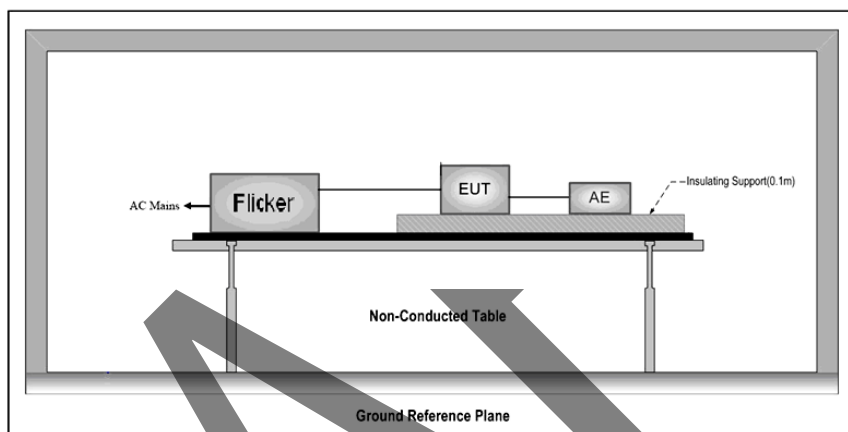 Flicker
EUT
AE
Insulating Support(0.1m)
AC Mains
Non-Conducted Table
Ground Reference Plane